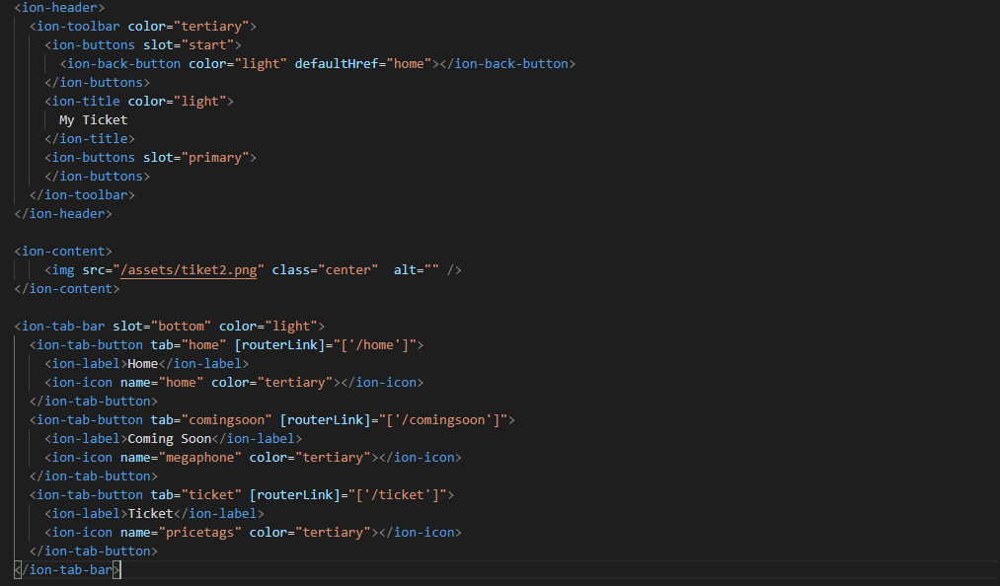 <ion-header>
  <ion-toolbar color="tertiary">
    <ion-buttons slot="start">
      <ion-back-button color="light" defaultHref="home"></ion-back-button>
    </ion-buttons>
    <ion-title color="light">
      My Ticket
    </ion-title>
    <ion-buttons slot="primary">
    </ion-buttons>
  </ion-toolbar>
</ion-header>

<ion-content>
    <img src="/assets/tiket2.png" class="center"  alt="" />
</ion-content>

<ion-tab-bar slot="bottom" color="light">
  <ion-tab-button tab="home" [routerLink]="['/home']">
    <ion-label>Home</ion-label>
    <ion-icon name="home" color="tertiary"></ion-icon>
  </ion-tab-button>
  <ion-tab-button tab="comingsoon" [routerLink]="['/comingsoon']">
    <ion-label>Coming Soon</ion-label>
    <ion-icon name="megaphone" color="tertiary"></ion-icon>
  </ion-tab-button>
  <ion-tab-button tab="ticket" [routerLink]="['/ticket']">
    <ion-label>Ticket</ion-label>
    <ion-icon name="pricetags" color="tertiary"></ion-icon>
  </ion-tab-button>
</ion-tab-bar>